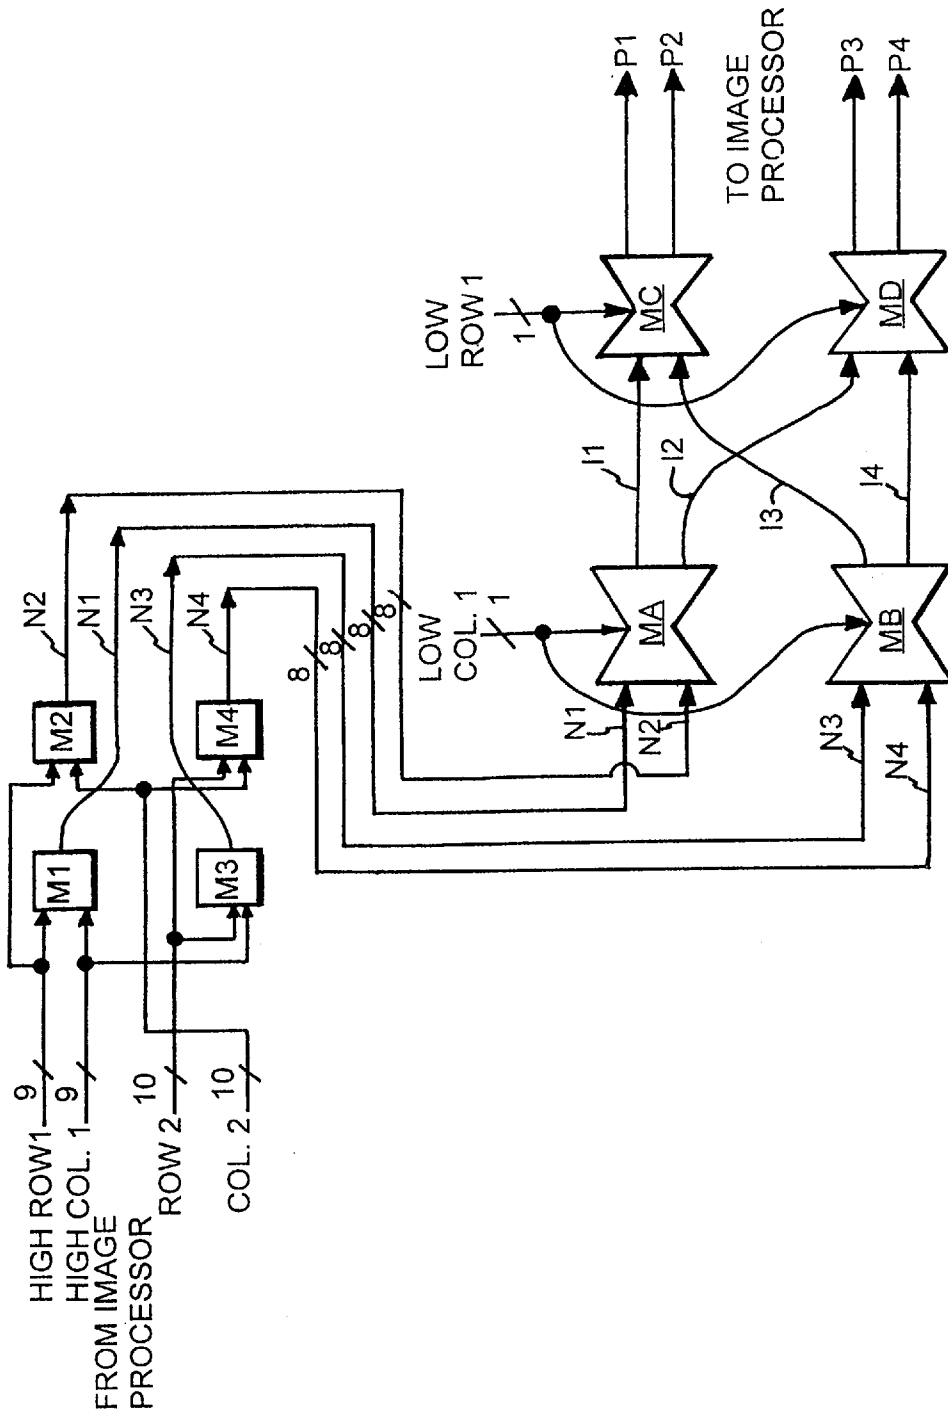 HIGH ROW1
9
HIGH COL. 1
9
FROM IMAGE
PROCESSOR
ROW 2
10
COL. 2
10
M1
M2
M3
M4
N2
N1
N3
N4
8
8
8
8
LOW
COL. 1
1
LOW
ROW 1
1
N1
N2
N3
N4
MA
MB
I1
I2
I3
I4
MC
MD
P1
P2
TO IMAGE
PROCESSOR
P3
P4